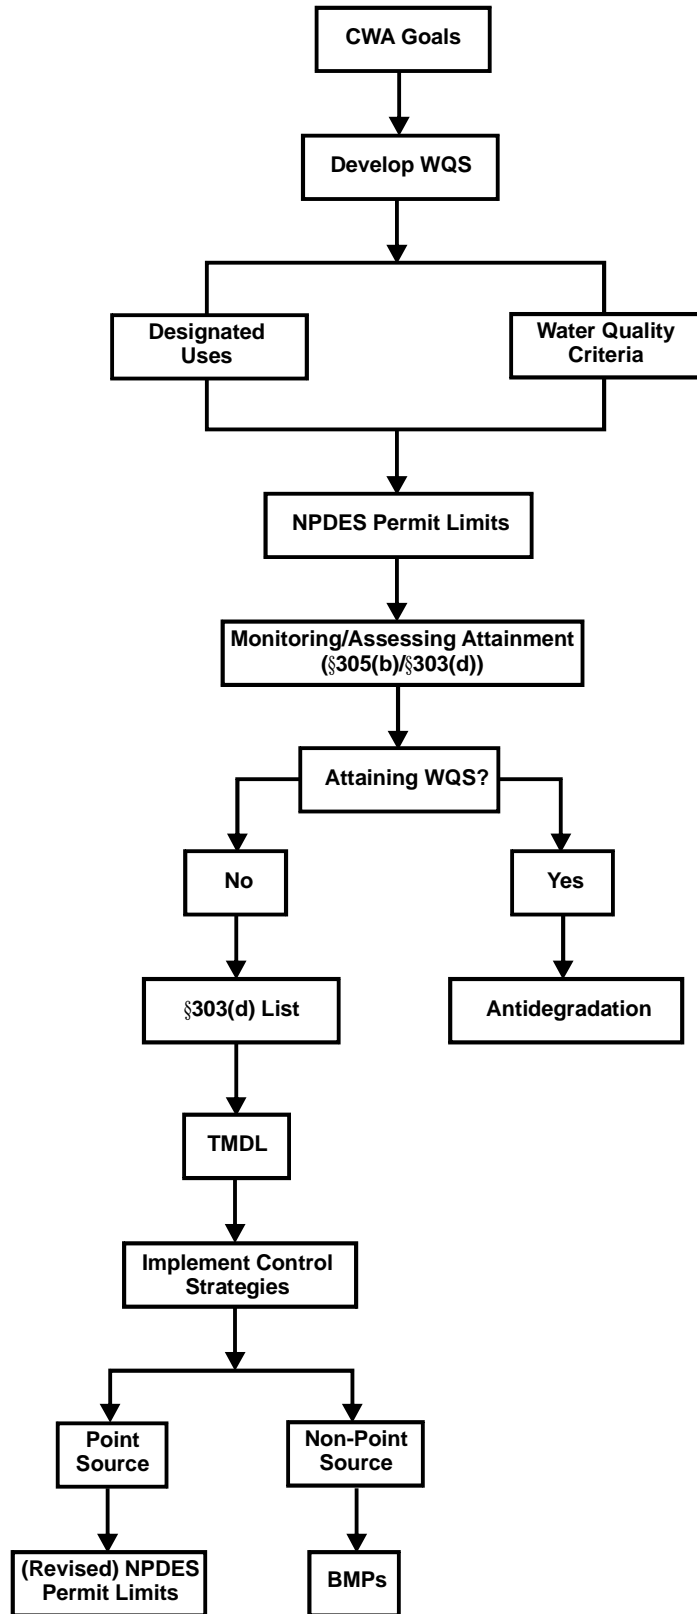 CWA Goals
Develop WQS
Designated
Uses
Water Quality
Criteria
NPDES Permit Limits
Monitoring/Assessing Attainment
(§305(b)/§303(d))
Attaining WQS?
No
Yes
§303(d) List
Antidegradation
TMDL
Implement Control
Strategies
Point
Source
Non-Point
Source
(Revised) NPDES
Permit Limits
BMPs